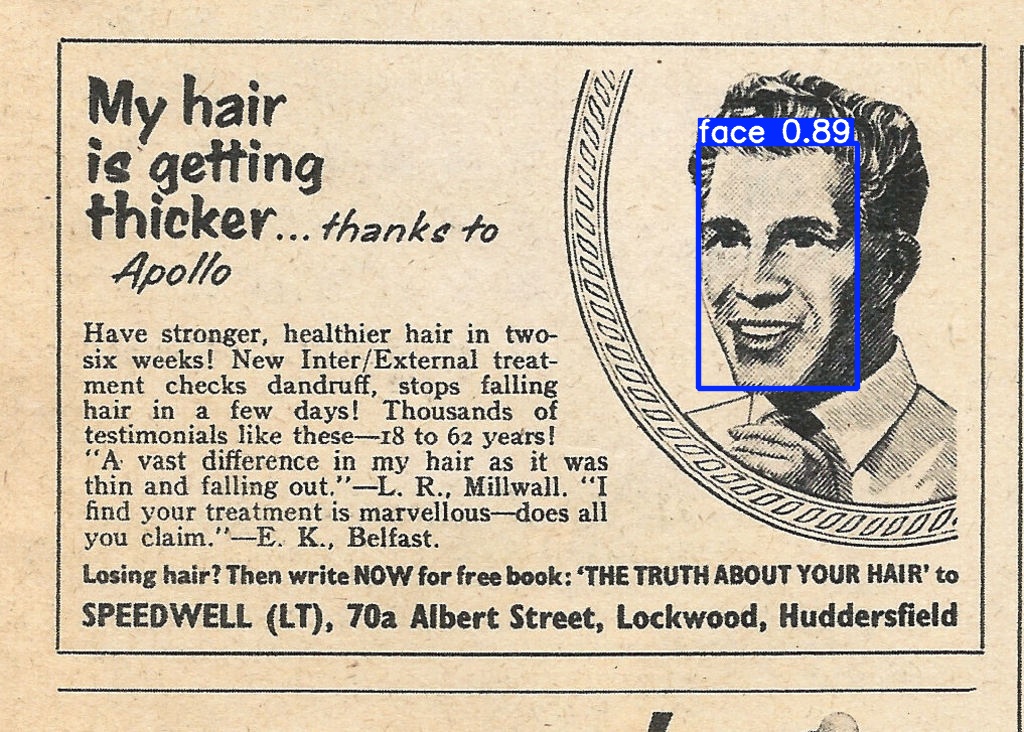 My hair
is getting
thicker... thanks to
Apollo
face 0.89
Have stronger, healthier hair in two-
six weeks! New Inter/External treat-
ment checks dandruff, stops falling
hair in a few days! Thousands of
testimonials like these—18 to 62 years!
"A vast difference in my hair as it was
thin and falling out."—L. R., Millwall. "I
find your treatment is marvellous—does all
you claim."—E. K., Belfast.
Losing hair? Then write NOW for free book: 'THE TRUTH ABOUT YOUR HAIR' to
SPEEDWELL (LT), 70a Albert Street, Lockwood, Huddersfield